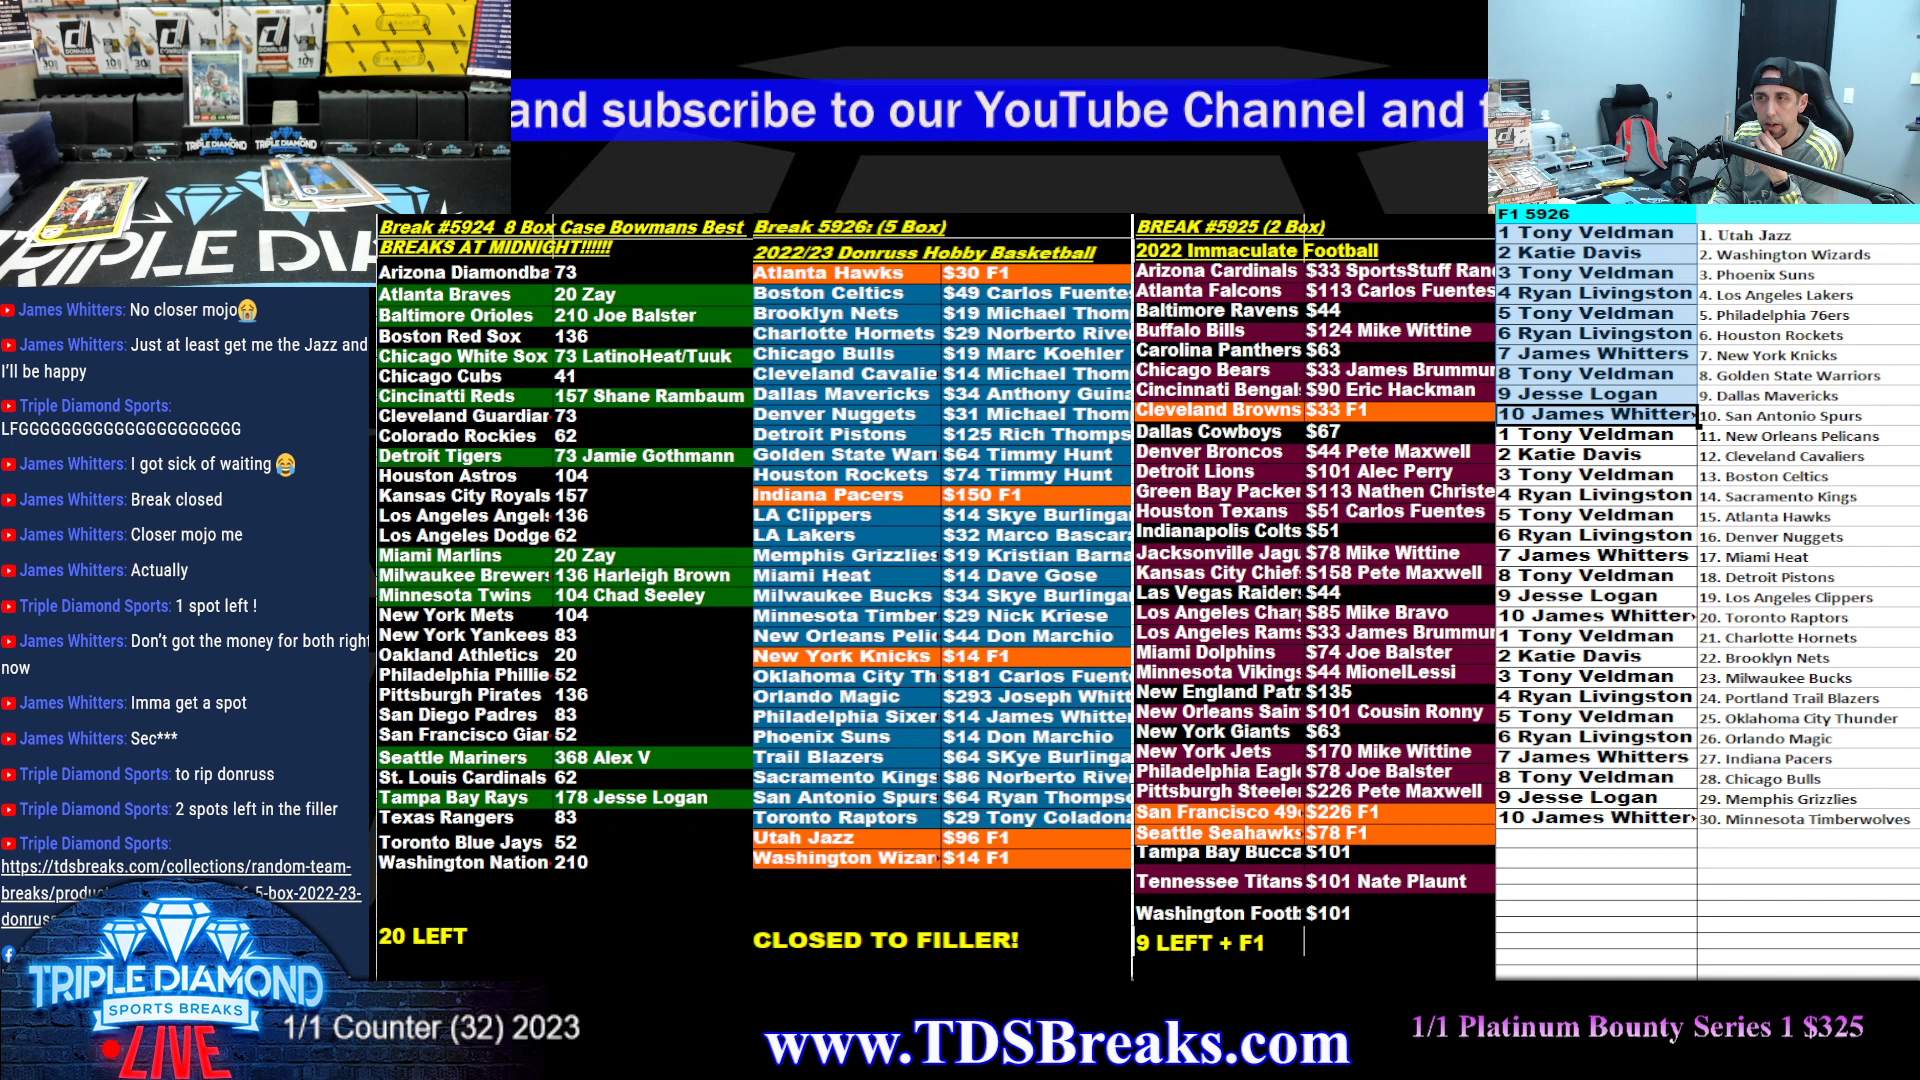 and subscribe to our YouTube Channel and f
James Whitters: No closer mojo😭
James Whitters: Just at least get me the Jazz and
I'll be happy
Triple Diamond Sports:
LFGGGGGGGGGGGGGGGGGGGGG
James Whitters: I got sick of waiting 😂
James Whitters: Break closed
James Whitters: Closer mojo me
James Whitters: Actually
Triple Diamond Sports: 1 spot left !
James Whitters: Don't got the money for both right
now
James Whitters: Imma get a spot
James Whitters: Sec***
Triple Diamond Sports: to rip donruss
Triple Diamond Sports: 2 spots left in the filler
Triple Diamond Sports:
https://tdsbreaks.com/collections/random-team-
breaks/produc 5-box-2022-23-
donruss
TRIPLE DIAMOND
SPORTS BREAKS
LIVE
Break #5924 8 Box Case Bowmans Best
BREAKS AT MIDNIGHT!!!!!!
Arizona Diamondba 73
Atlanta Braves 20 Zay
Baltimore Orioles 210 Joe Balster
Boston Red Sox 136
Chicago White Sox 73 LatinoHeat/Tuuk
Chicago Cubs 41
Cincinatti Reds 157 Shane Rambaum
Cleveland Guardiar 73
Colorado Rockies 62
Detroit Tigers 73 Jamie Gothmann
Houston Astros 104
Kansas City Royals 157
Los Angeles Angel 136
Los Angeles Dodge 62
Miami Marlins 20 Zay
Milwaukee Brewer 136 Harleigh Brown
Minnesota Twins 104 Chad Seeley
New York Mets 104
New York Yankees 83
Oakland Athletics 20
Philadelphia Phillie 52
Pittsburgh Pirates 136
San Diego Padres 83
San Francisco Giar 52
Seattle Mariners 368 Alex V
St. Louis Cardinals 62
Tampa Bay Rays 178 Jesse Logan
Texas Rangers 83
Toronto Blue Jays 52
Washington Nation 210
20 LEFT
Break 5926: (5 Box)
2022/23 Donruss Hobby Basketball
Atlanta Hawks $30 F1
Boston Celtics $49 Carlos Fuente
Brooklyn Nets $19 Michael Thom
Charlotte Hornets $29 Norberto River
Chicago Bulls $19 Marc Koehler
Cleveland Cavalie $14 Michael Thom
Dallas Mavericks $34 Anthony Guina
Denver Nuggets $31 Michael Thom
Detroit Pistons $125 Rich Thomps
Golden State Warr $64 Timmy Hunt
Houston Rockets $74 Timmy Hunt
Indiana Pacers $150 F1
LA Clippers $14 Skye Burlinga
LA Lakers $32 Marco Bascara
Memphis Grizzlies $19 Kristian Barna
Miami Heat $14 Dave Gose
Milwaukee Bucks $34 Skye Burlinga
Minnesota Timber $29 Nick Kriese
New Orleans Pelic $44 Don Marchio
New York Knicks $14 F1
Oklahoma City Th $181 Carlos Fuent
Orlando Magic $293 Joseph Whitt
Philadelphia Sixer $14 James Whitter
Phoenix Suns $14 Don Marchio
Trail Blazers $64 SKye Burlinga
Sacramento Kings $86 Norberto River
San Antonio Spurs $64 Ryan Thompso
Toronto Raptors $29 Tony Coladona
Utah Jazz $96 F1
Washington Wizar $14 F1
CLOSED TO FILLER!
BREAK #5925 (2 Box)
2022 Immaculate Football
Arizona Cardinals $33 SportsStuff Ran
Atlanta Falcons $113 Carlos Fuentes
Baltimore Ravens $44
Buffalo Bills $124 Mike Wittine
Carolina Panthers $63
Chicago Bears $33 James Brummur
Cincinnati Bengal $90 Eric Hackman
Cleveland Browns $33 F1
Dallas Cowboys $67
Denver Broncos $44 Pete Maxwell
Detroit Lions $101 Alec Perry
Green Bay Packer $113 Nathen Christe
Houston Texans $51 Carlos Fuentes
Indianapolis Colts $51
Jacksonville Jagu $78 Mike Wittine
Kansas City Chief $158 Pete Maxwell
Las Vegas Raider $44
Los Angeles Char $85 Mike Bravo
Los Angeles Rams $33 James Brummur
Miami Dolphins $74 Joe Balster
Minnesota Viking $44 MionelLessi
New England Patr $135
New Orleans Sain $101 Cousin Ronny
New York Giants $63
New York Jets $170 Mike Wittine
Philadelphia Eagl $78 Joe Balster
Pittsburgh Steele $226 Pete Maxwell
San Francisco 49 $226 F1
Seattle Seahawks $78 F1
Tampa Bay Bucca $101
Tennessee Titans $101 Nate Plaunt
Washington Footb $101
9 LEFT + F1
F1 5926
1 Tony Veldman 1. Utah Jazz
2 Katie Davis 2. Washington Wizards
3 Tony Veldman 3. Phoenix Suns
4 Ryan Livingston 4. Los Angeles Lakers
5 Tony Veldman 5. Philadelphia 76ers
6 Ryan Livingston 6. Houston Rockets
7 James Whitters 7. New York Knicks
8 Tony Veldman 8. Golden State Warriors
9 Jesse Logan 9. Dallas Mavericks
10 James Whitter 10. San Antonio Spurs
1 Tony Veldman 11. New Orleans Pelicans
2 Katie Davis 12. Cleveland Cavaliers
3 Tony Veldman 13. Boston Celtics
4 Ryan Livingston 14. Sacramento Kings
5 Tony Veldman 15. Atlanta Hawks
6 Ryan Livingston 16. Denver Nuggets
7 James Whitters 17. Miami Heat
8 Tony Veldman 18. Detroit Pistons
9 Jesse Logan 19. Los Angeles Clippers
10 James Whitter 20. Toronto Raptors
1 Tony Veldman 21. Charlotte Hornets
2 Katie Davis 22. Brooklyn Nets
3 Tony Veldman 23. Milwaukee Bucks
4 Ryan Livingston 24. Portland Trail Blazers
5 Tony Veldman 25. Oklahoma City Thunder
6 Ryan Livingston 26. Orlando Magic
7 James Whitters 27. Indiana Pacers
8 Tony Veldman 28. Chicago Bulls
9 Jesse Logan 29. Memphis Grizzlies
10 James Whitter 30. Minnesota Timberwolves
1/1 Counter (32) 2023
www.TDSBreaks.com
1/1 Platinum Bounty Series 1 $325